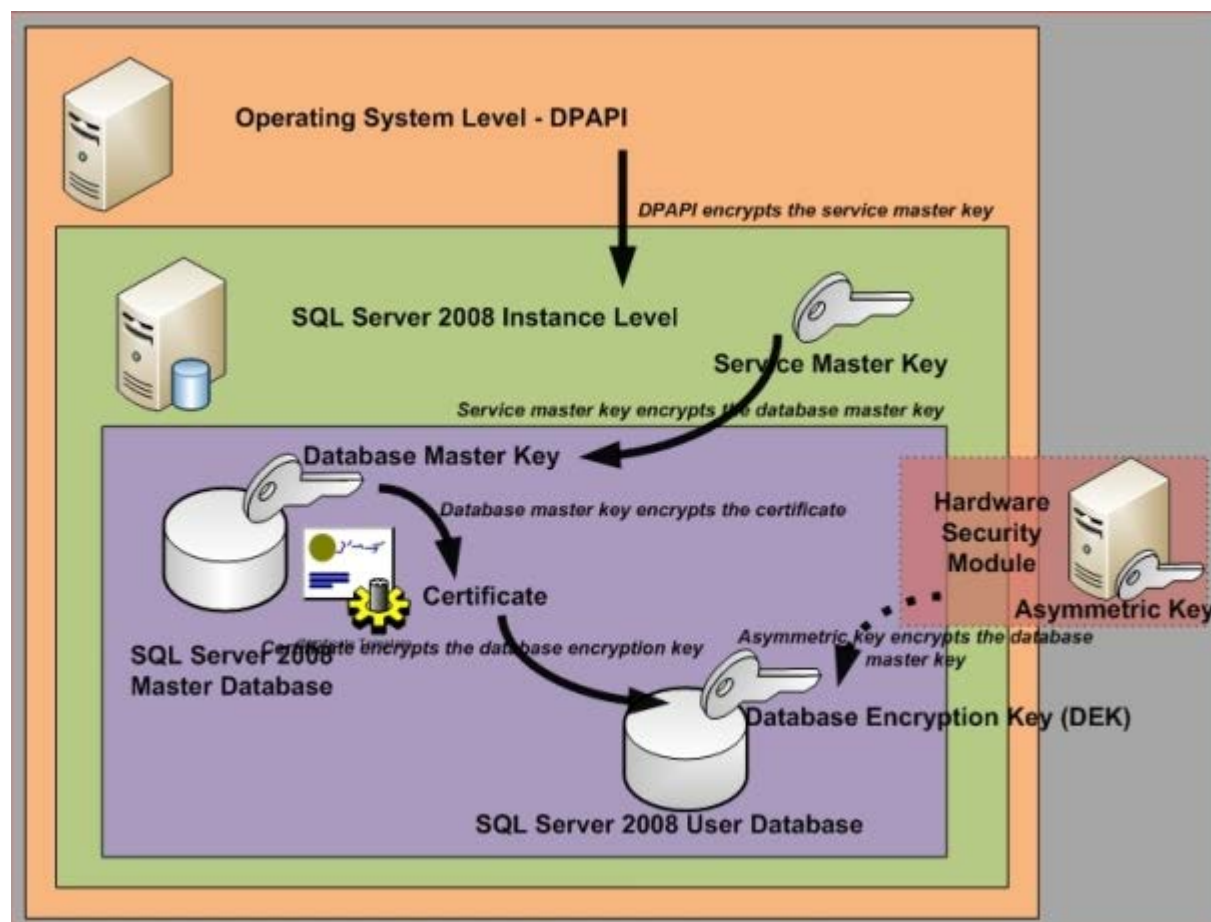 Operating System Level - DPAPI
DPAPI encrypts the service master key
SQL Server 2008 Instance Level
Service Master Key
Service master key encrypts the database master key
Database Master Key
Database master key encrypts the certificate
Hardware
Security
Module
Asymmetric Key
Certificate
Certificate encrypts the database encryption key
Asymmetric key encrypts the database
master key
SQL Server 2008
Master Database
Database Encryption Key (DEK)
SQL Server 2008 User Database